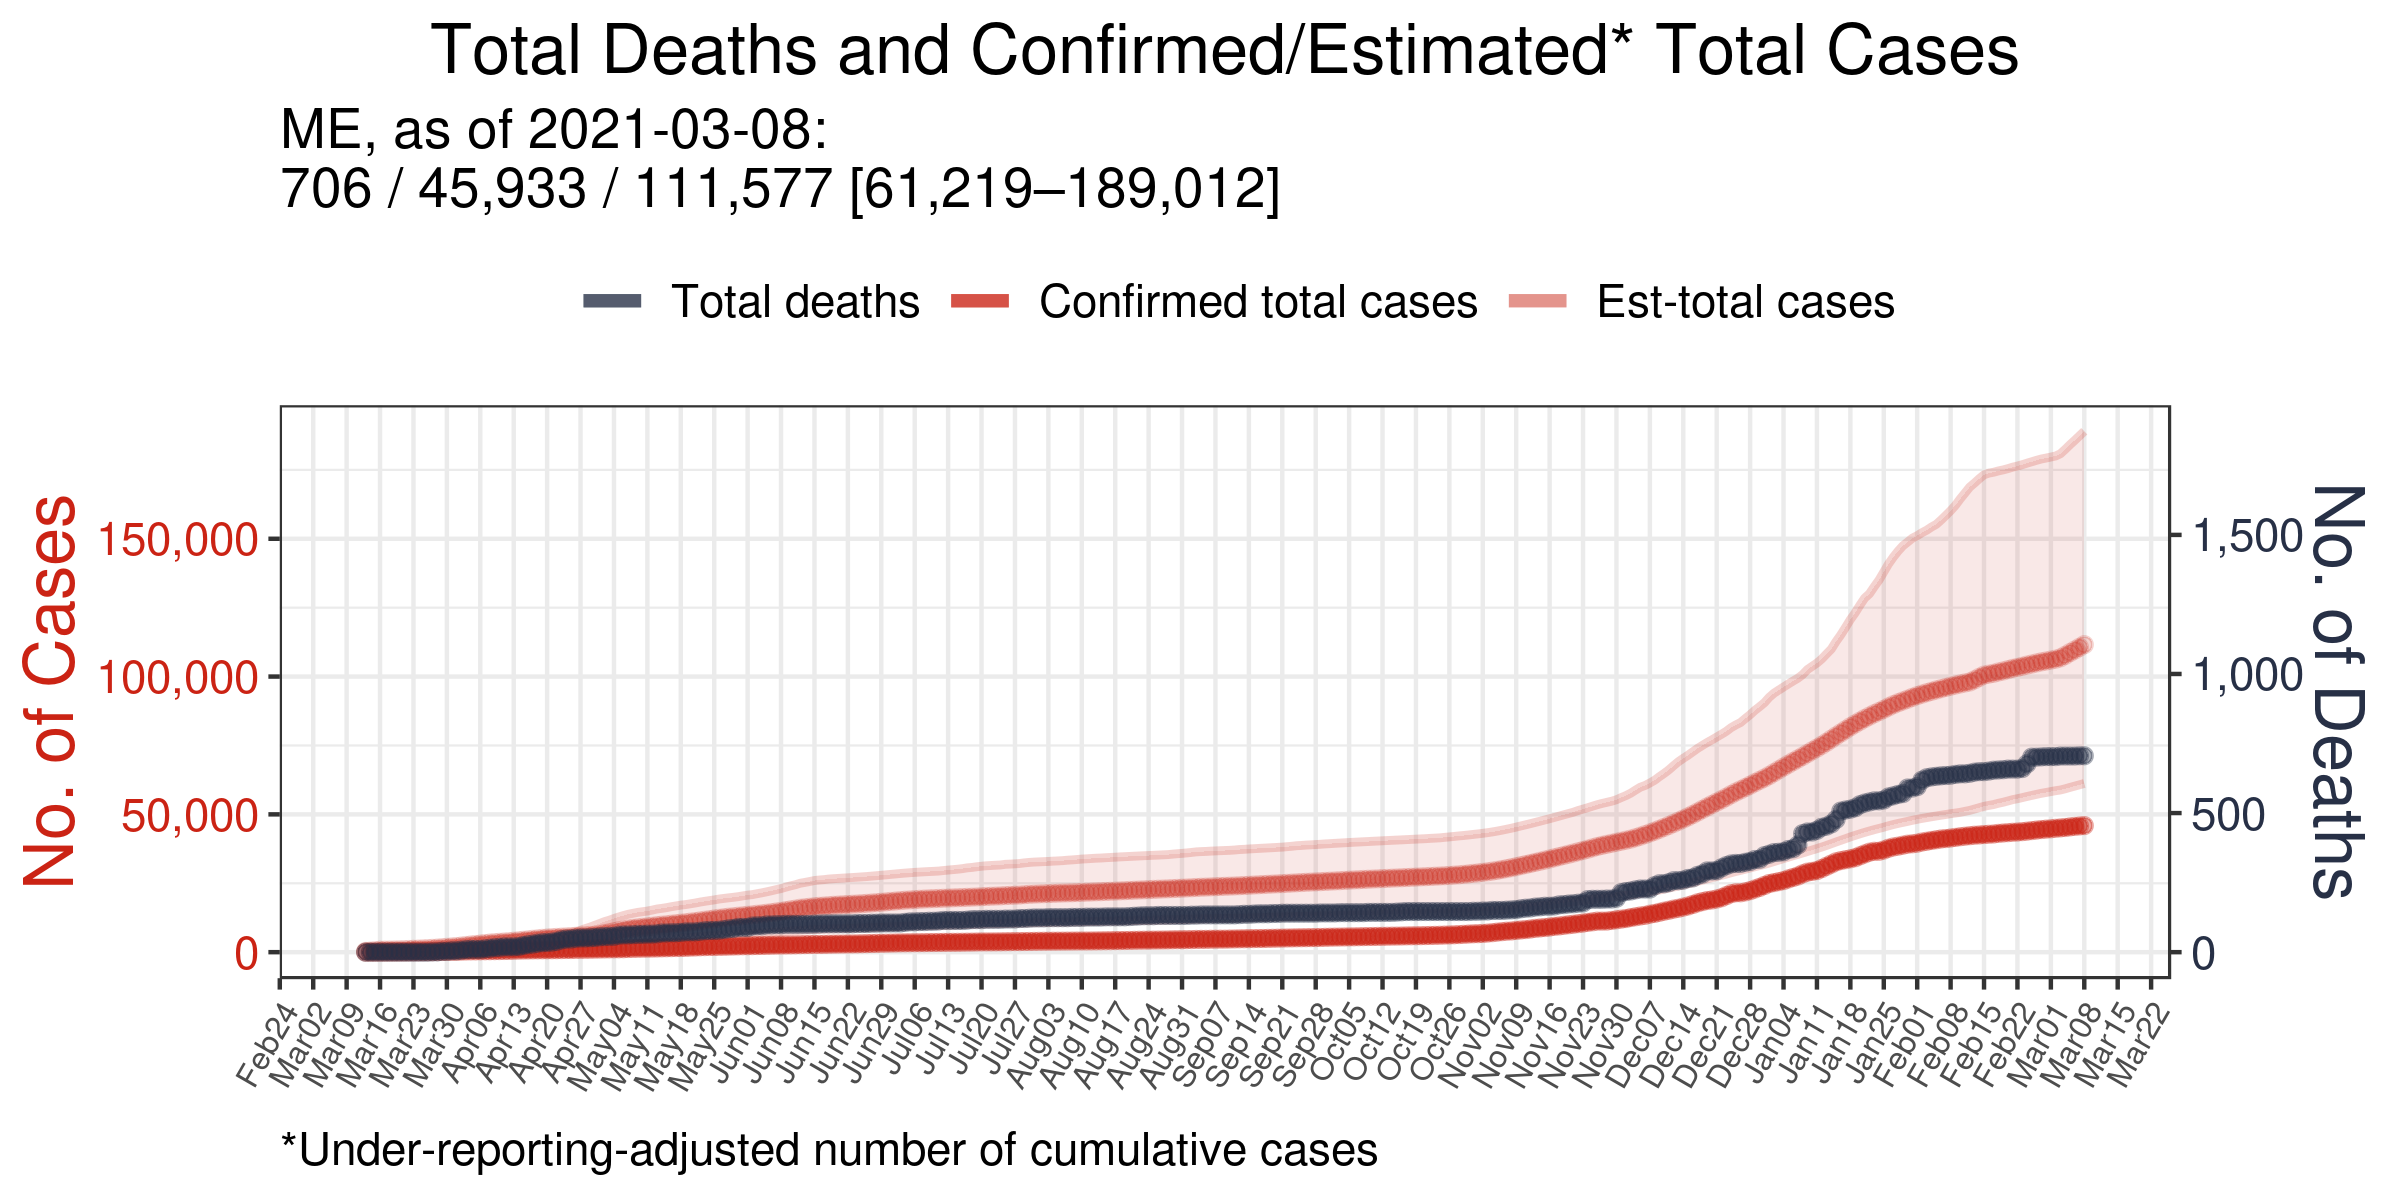 Total Deaths and Confirmed/Estimated* Total Cases
ME, as of 2021-03-08:
706 / 45,933 / 111,577 [61,219–189,012]
Total deaths
Confirmed total cases
Est-total cases
No. of Cases
150,000
100,000
50,000
0
1,500
1,000
500
0
No. of Deaths
Feb24
Mar02
Mar09
Mar16
Mar23
Mar30
Apr06
Apr13
Apr20
Apr27
May04
May11
May18
May25
Jun01
Jun08
Jun15
Jun22
Jun29
Jul06
Jul13
Jul20
Jul27
Aug03
Aug10
Aug17
Aug24
Aug31
Sep07
Sep14
Sep21
Sep28
Oct05
Oct12
Oct19
Oct26
Nov02
Nov09
Nov16
Nov23
Nov30
Dec07
Dec14
Dec21
Dec28
Jan04
Jan11
Jan18
Jan25
Feb01
Feb08
Feb15
Feb22
Mar01
Mar08
Mar15
Mar22
*Under-reporting-adjusted number of cumulative cases